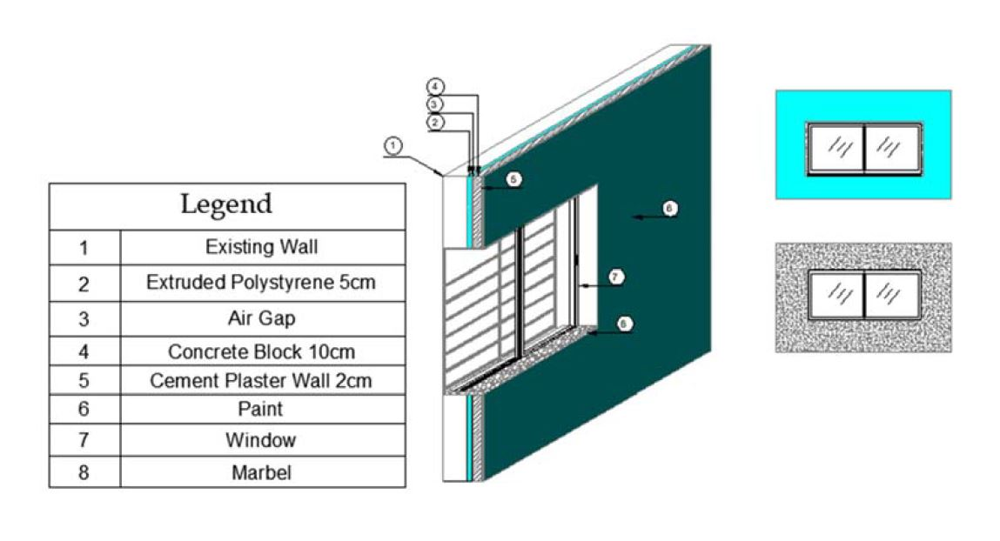 4
3
2
1
5
6
7
6
Legend
1 Existing Wall
2 Extruded Polystyrene 5cm
3 Air Gap
4 Concrete Block 10cm
5 Cement Plaster Wall 2cm
6 Paint
7 Window
8 Marbel